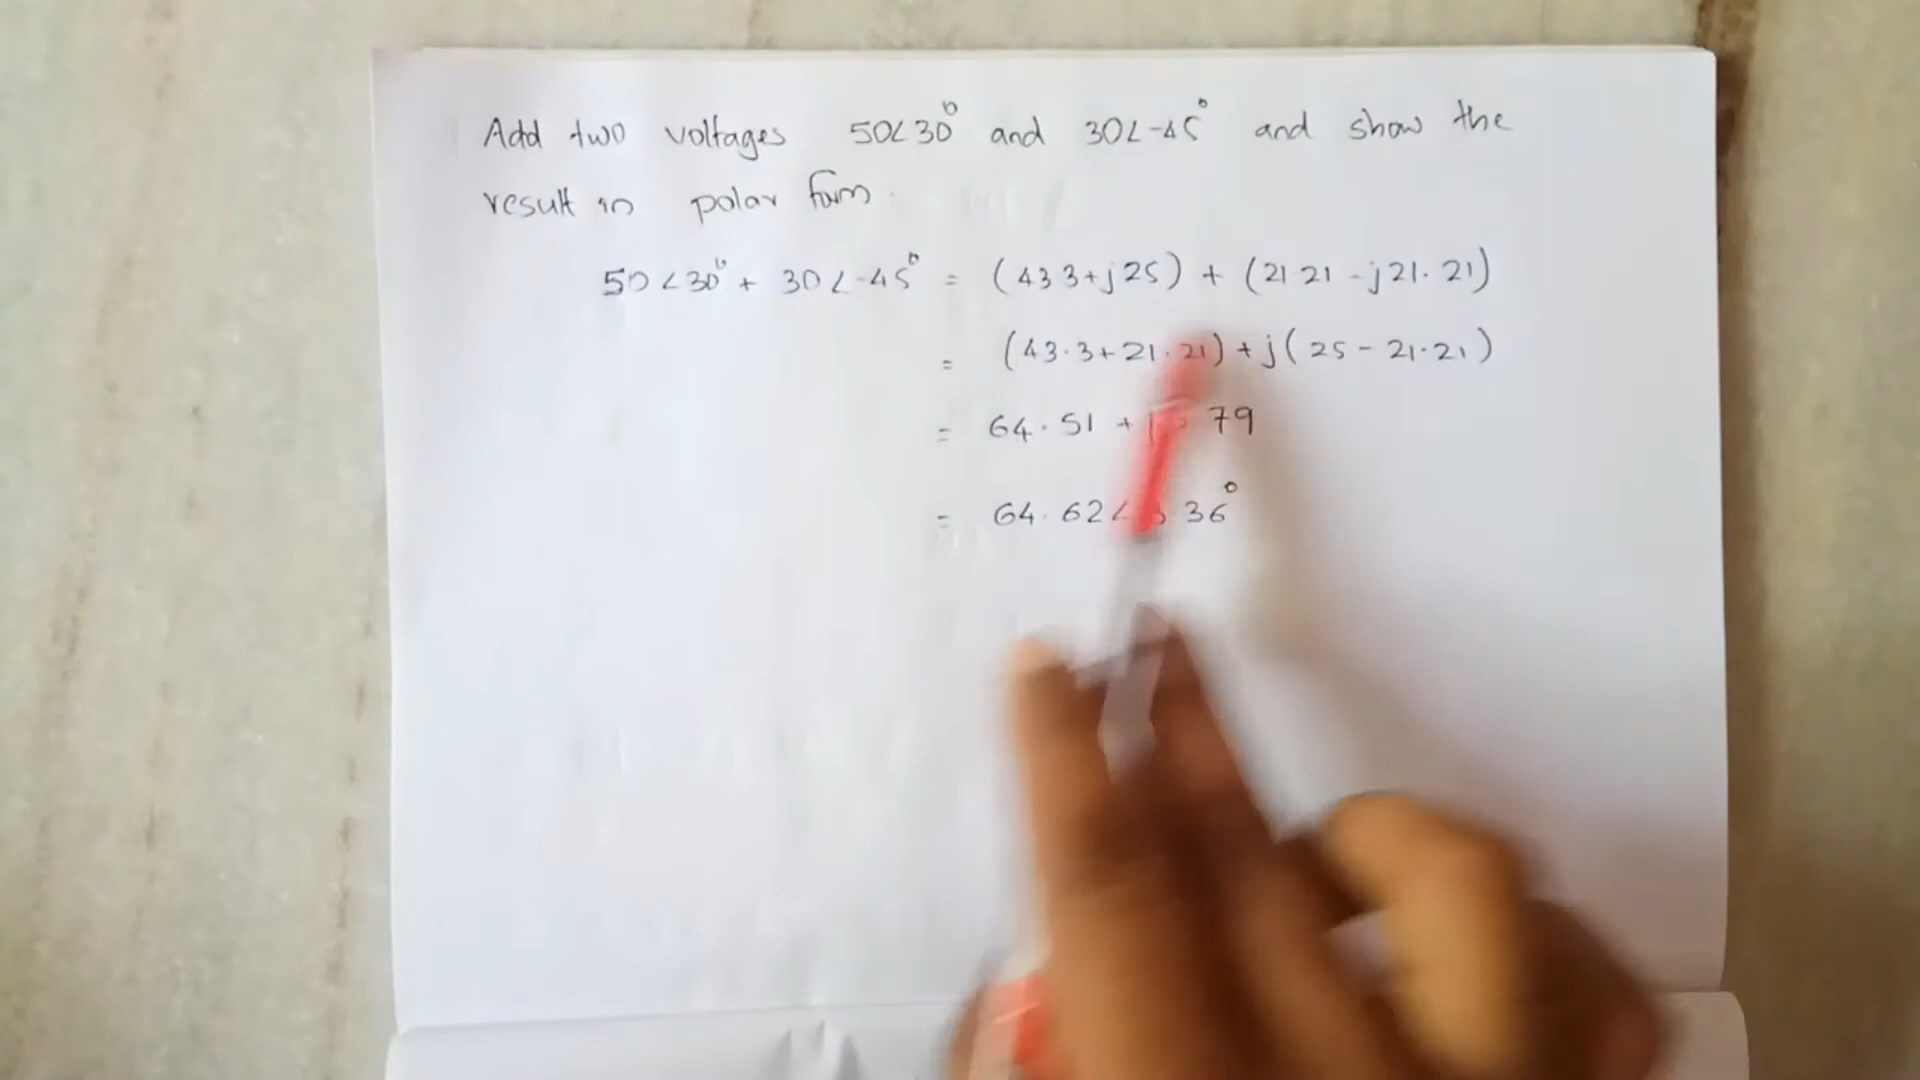 Add two voltages 50∠30° and 30∠-45° and show the
result in polar form.
50∠30° + 30∠-45° = (43.3+j25) + (21.21 - j21.21)
= (43.3+21.21) + j(25 - 21.21)
= 64.51 + 79
= 64.62∠ 36°